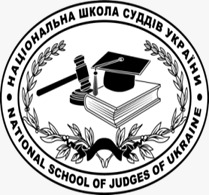 НАЦІОНАЛЬНА ШКОЛА СУДДІВ УКРАЇНИ
NATIONAL SCHOOL OF JUDGES OF UKRAINE